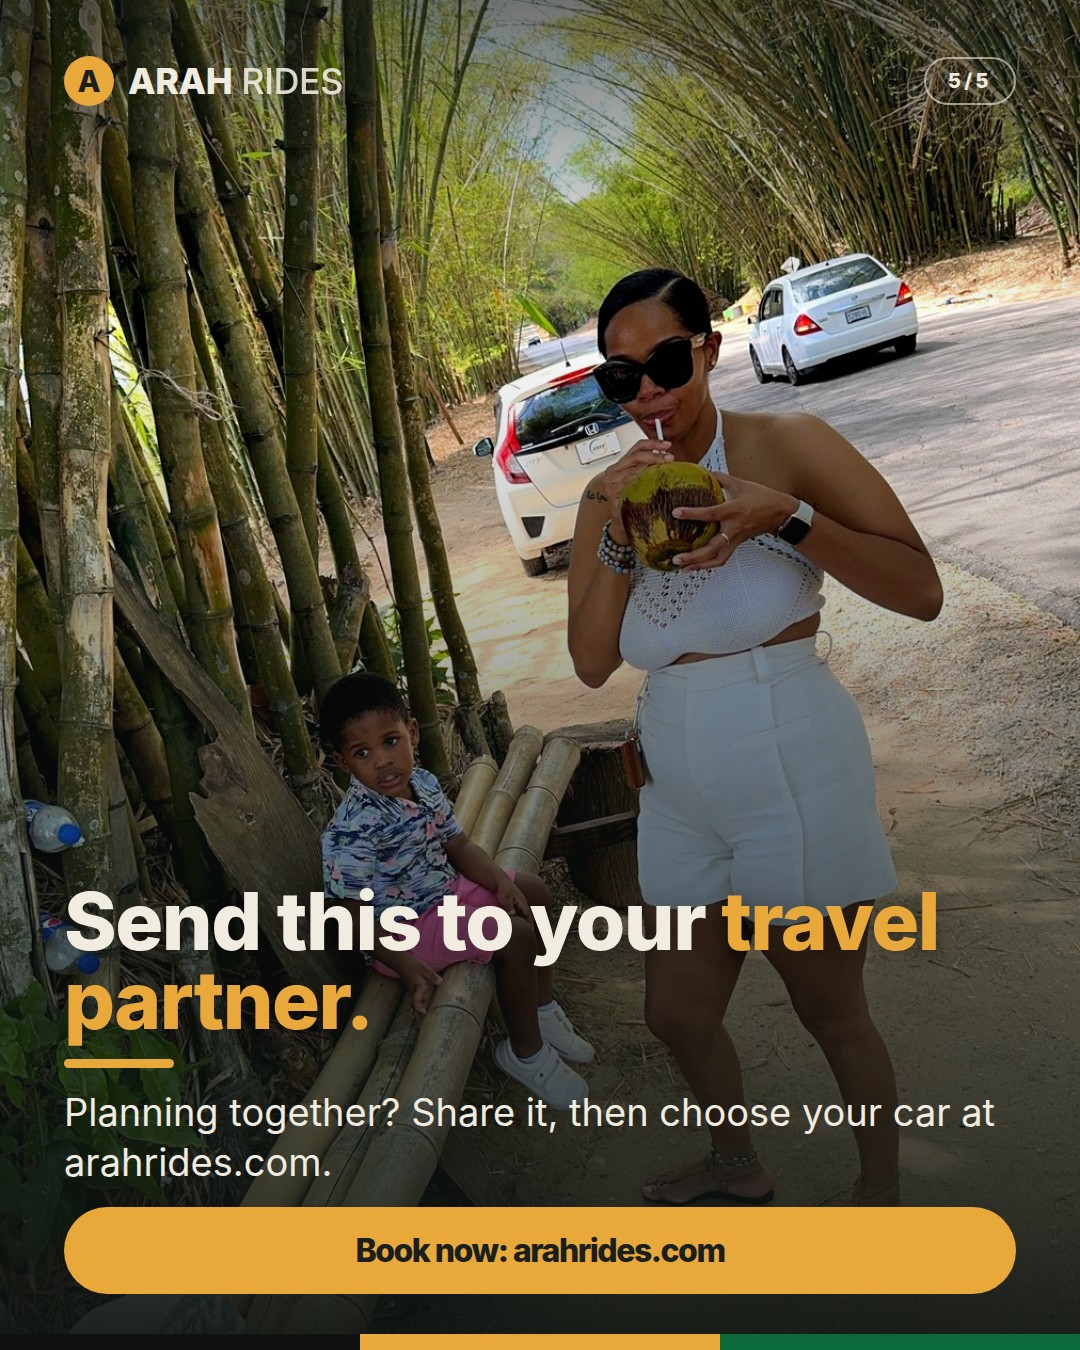 A ARAH RIDES
5/5
Send this to your travel
partner.
Planning together? Share it, then choose your car at
arahrides.com.
Book now: arahrides.com